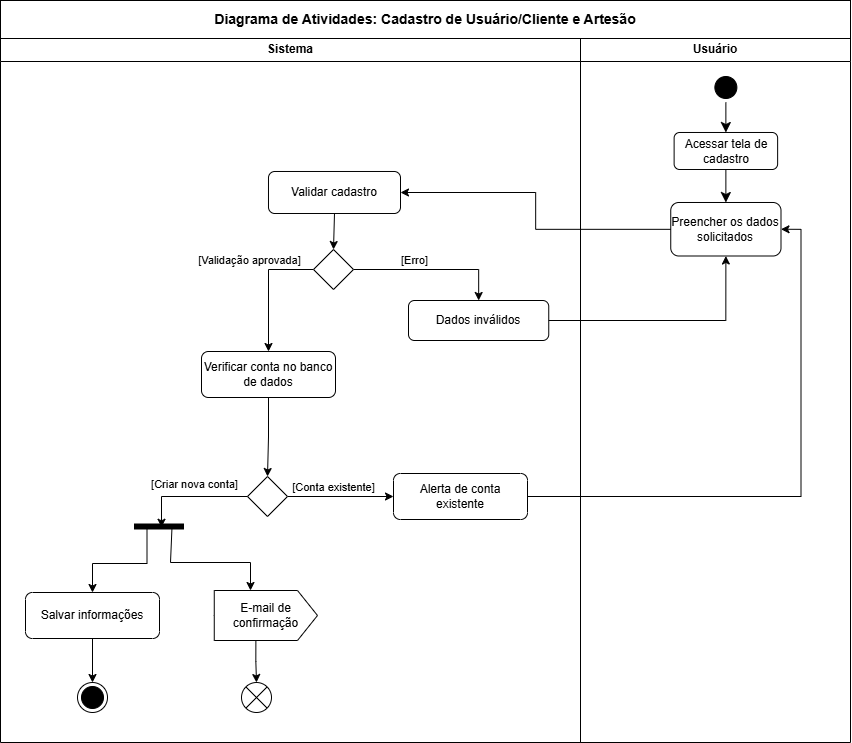 Diagrama de Atividades: Cadastro de Usuário/Cliente e Artesão
Sistema
Usuário
Acessar tela de
cadastro
Validar cadastro
Preencher os dados
solicitados
[Validação aprovada]
[Erro]
Dados inválidos
Verificar conta no banco
de dados
[Criar nova conta]
[Conta existente]
Alerta de conta
existente
Salvar informações
E-mail de
confirmação